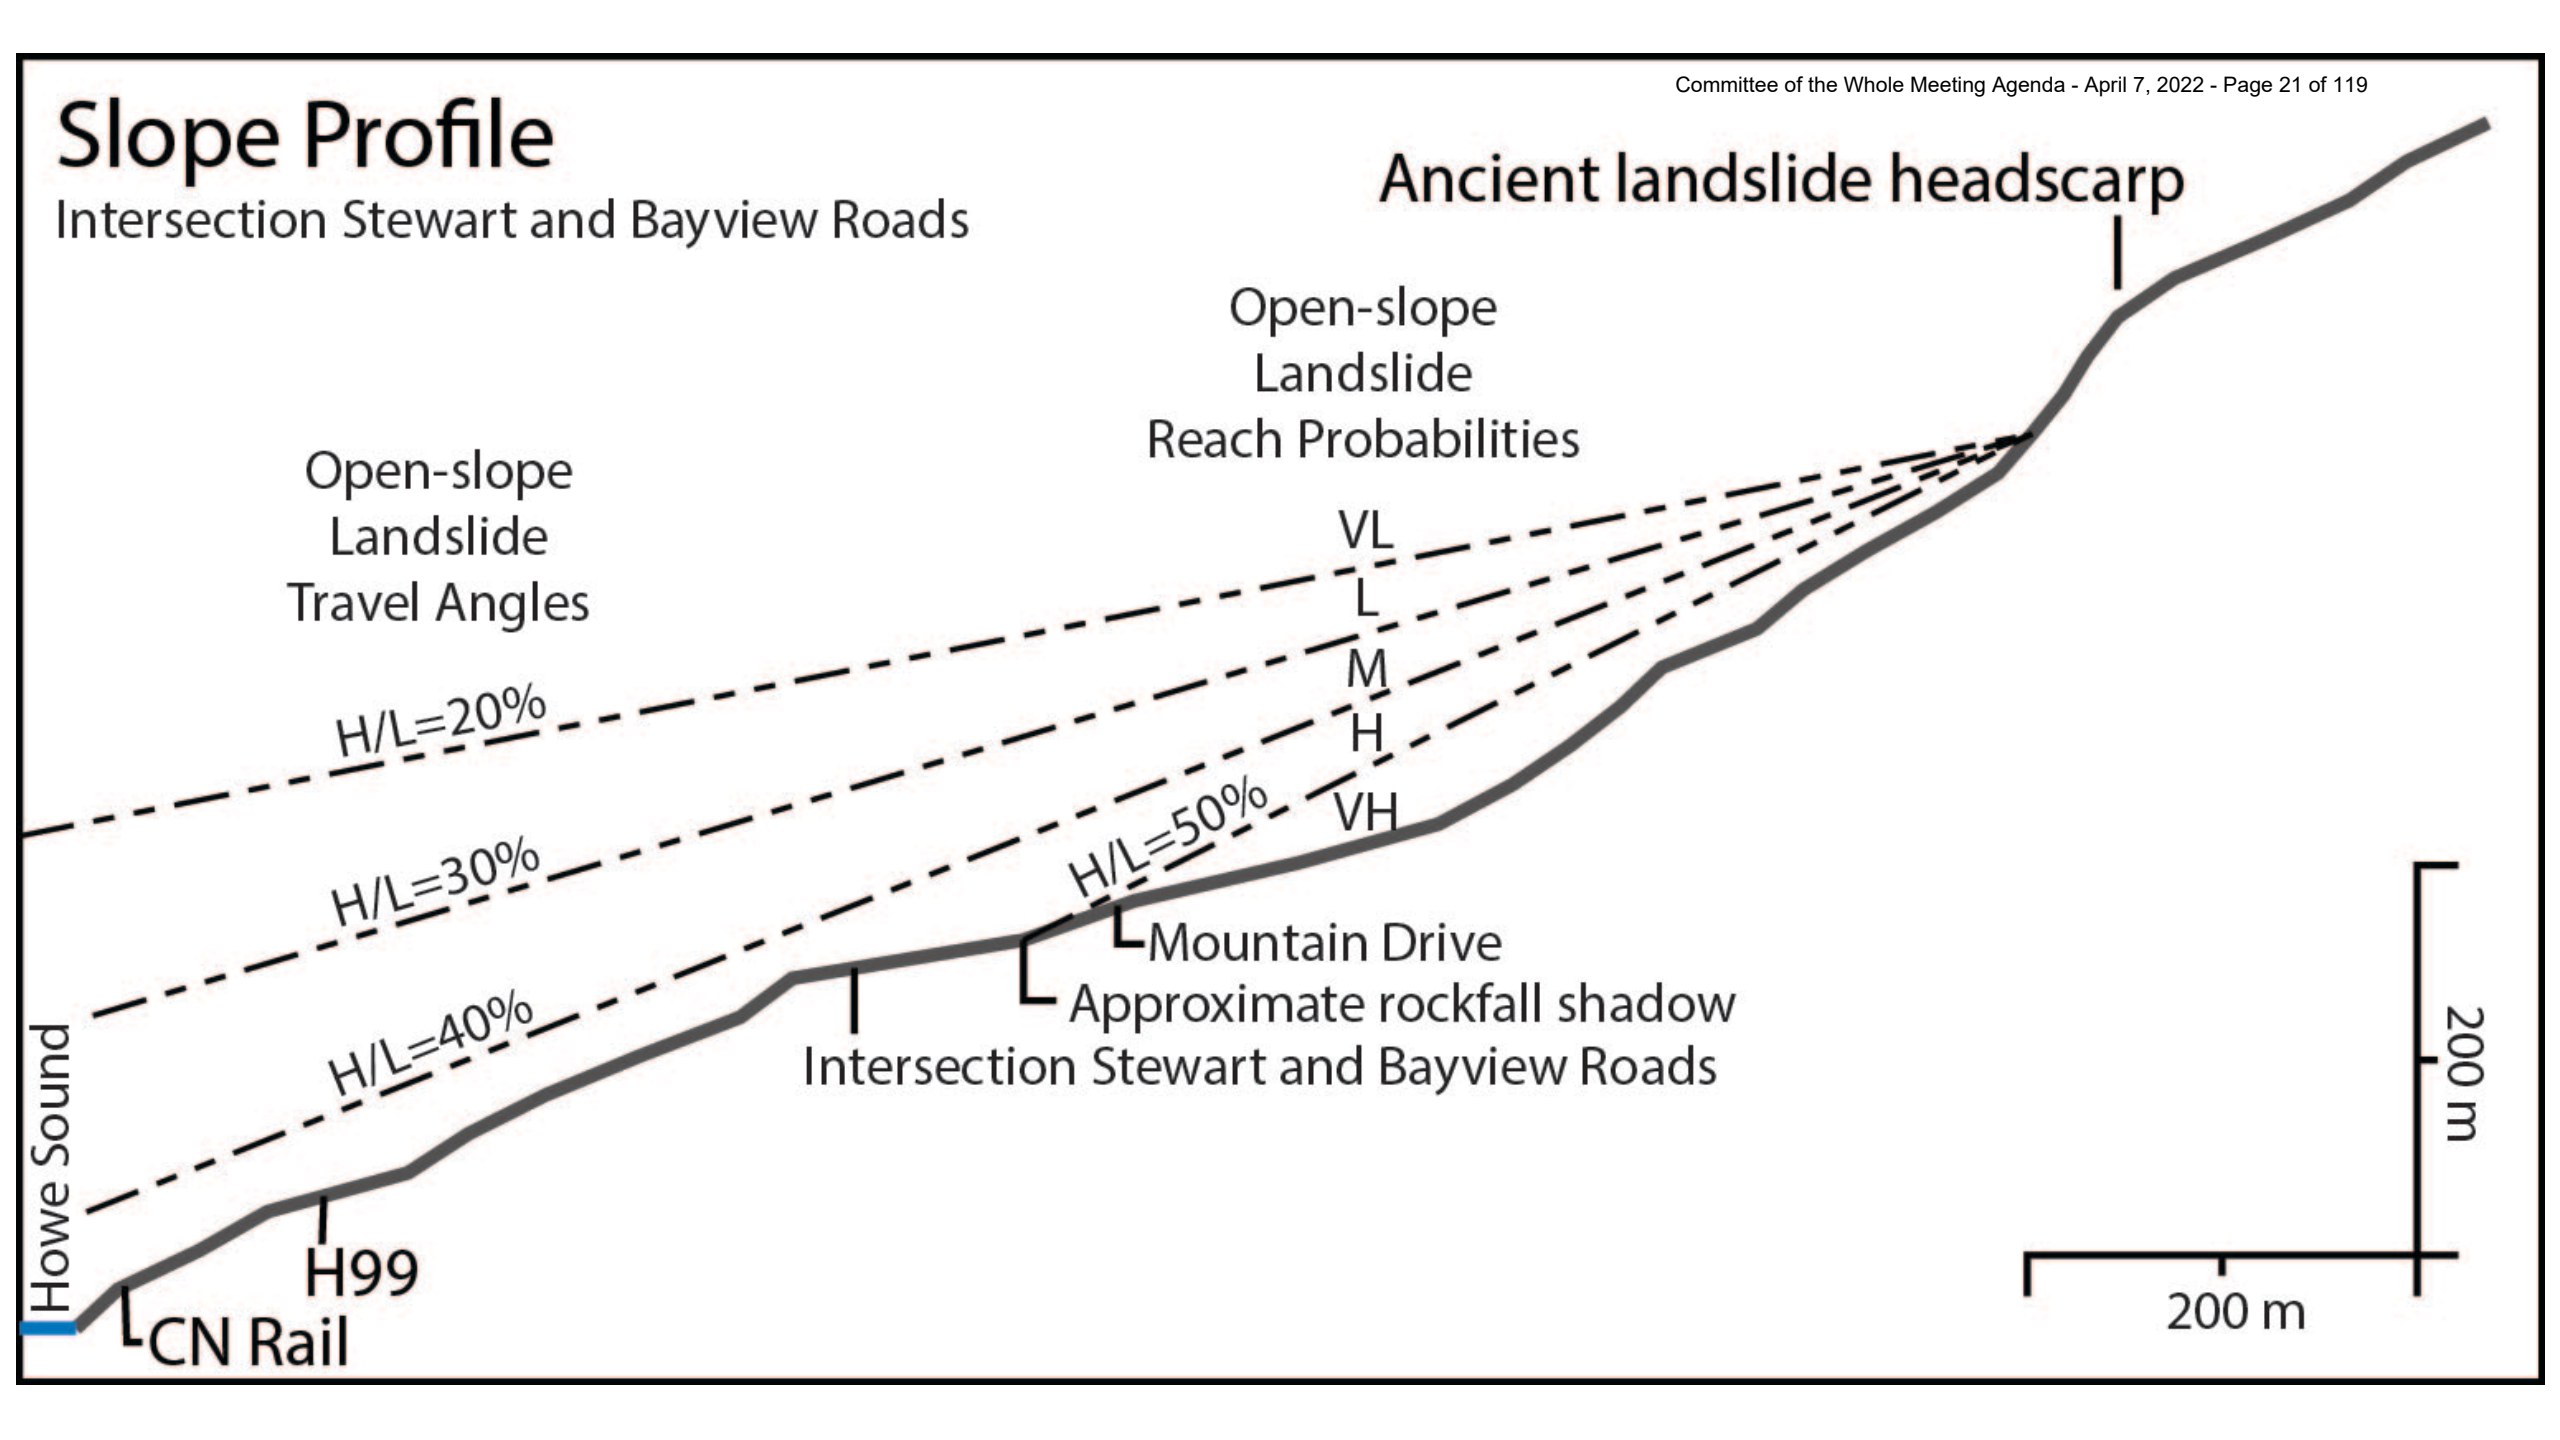 Committee of the Whole Meeting Agenda - April 7, 2022 - Page 21 of 119
Slope Profile
Intersection Stewart and Bayview Roads
Ancient landslide headscarp
Open-slope
Landslide
Reach Probabilities
Open-slope
Landslide
Travel Angles
VL
L
M
H
VH
H/L=20%
H/L=30%
H/L=40%
H/L=50%
Mountain Drive
Approximate rockfall shadow
Intersection Stewart and Bayview Roads
Howe Sound
H99
CN Rail
200 m
200 m